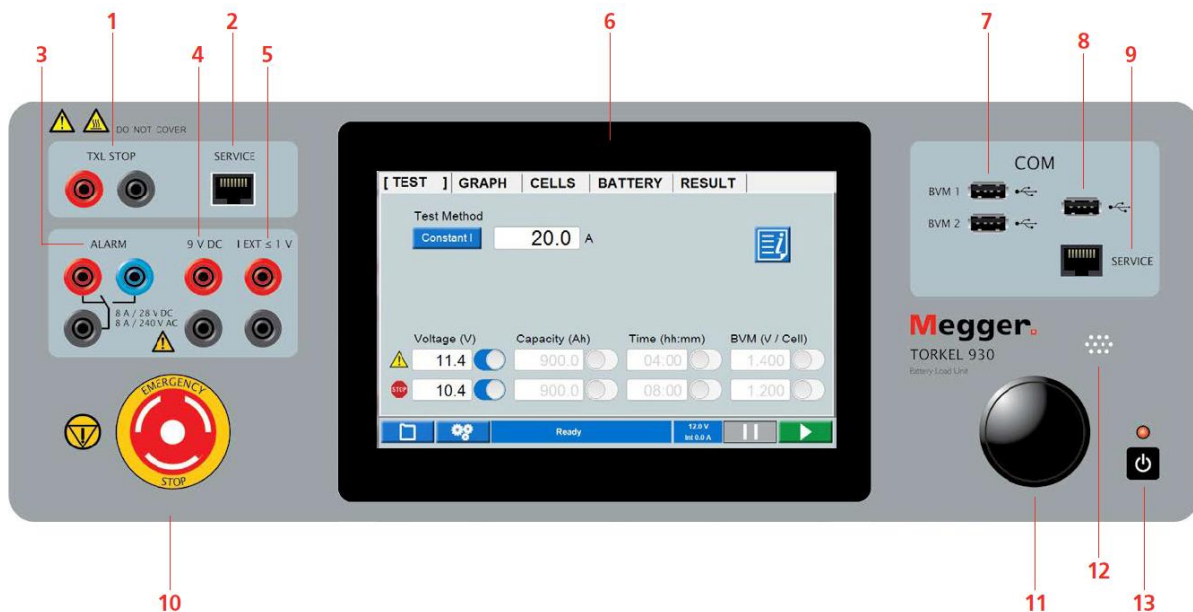 1
2
3
4
5
6
7
8
9
DO NOT COVER
TXL STOP
SERVICE
ALARM
9 V DC
I EXT ≤ 1 V
8 A / 28 V DC
8 A / 240 V AC
EMERGENCY
STOP
[ TEST ] GRAPH CELLS BATTERY RESULT
Test Method
Constant I 20.0 A
Voltage (V) Capacity (Ah) Time (hh:mm) BVM (V / Cell)
11.4 900.0 04:00 1.400
STOP 10.4 900.0 08:00 1.200
Ready
12.0 V
Int 0.0 A
COM
BVM 1
BVM 2
SERVICE
Megger.
TORKEL 930
Battery Load Unit
10
11
12
13